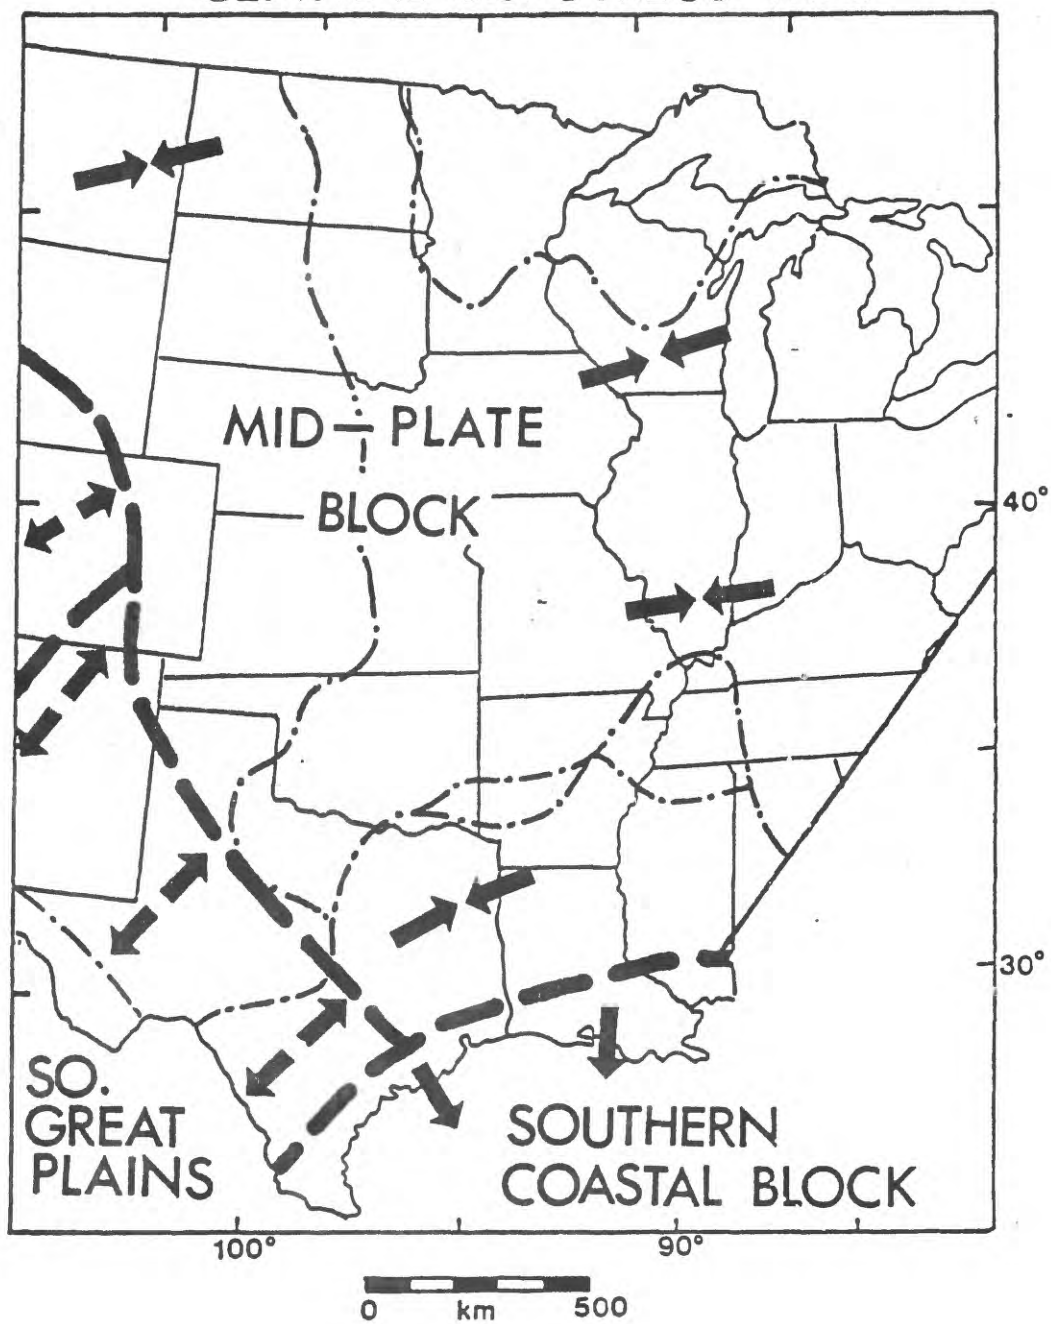 MID — PLATE
BLOCK
40°
30°
SO.
GREAT
PLAINS
SOUTHERN
COASTAL BLOCK
100°
90°
0 km 500